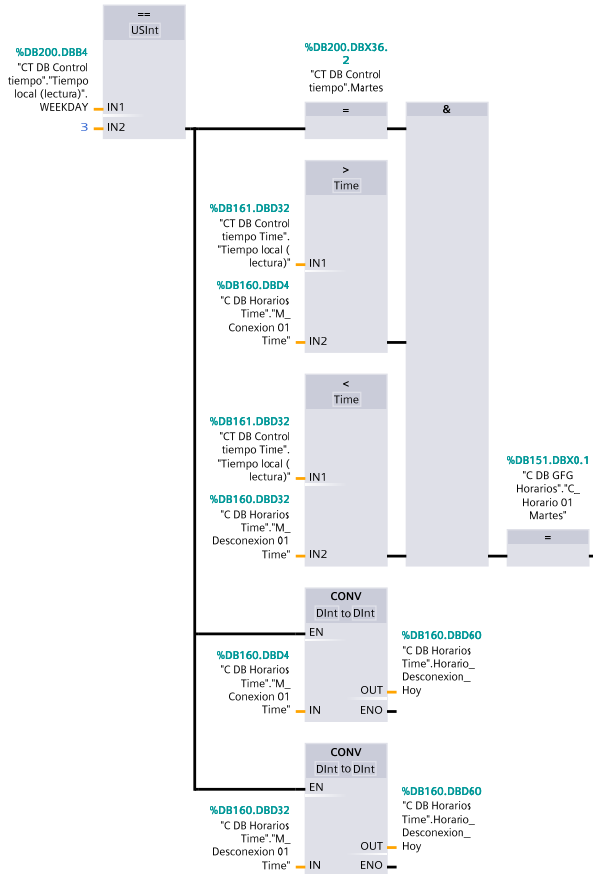 ==
USInt
%DB200.DBB4
"CT DB Control
tiempo"."Tiempo
local (lectura)".
WEEKDAY
IN1
3
IN2
%DB200.DBX36.
2
"CT DB Control
tiempo".Martes
=
&
>
Time
%DB161.DBD32
"CT DB Control
tiempo Time".
"Tiempo local (
lectura)"
IN1
%DB160.DBD4
"C DB Horarios
Time"."M_
Conexion 01
Time"
IN2
<
Time
%DB161.DBD32
"CT DB Control
tiempo Time".
"Tiempo local (
lectura)"
IN1
%DB160.DBD32
"C DB Horarios
Time"."M_
Desconexion 01
Time"
IN2
%DB151.DBX0.1
"C DB GFG
Horarios"."C_
Horario 01
Martes"
=
CONV
DInt to DInt
EN
%DB160.DBD4
"C DB Horarios
Time"."M_
Conexion 01
Time"
IN
%DB160.DBD60
"C DB Horarios
Time".Horario_
Desconexion_
Hoy
OUT
ENO
CONV
DInt to DInt
EN
%DB160.DBD32
"C DB Horarios
Time"."M_
Desconexion 01
Time"
IN
%DB160.DBD60
"C DB Horarios
Time".Horario_
Desconexion_
Hoy
OUT
ENO